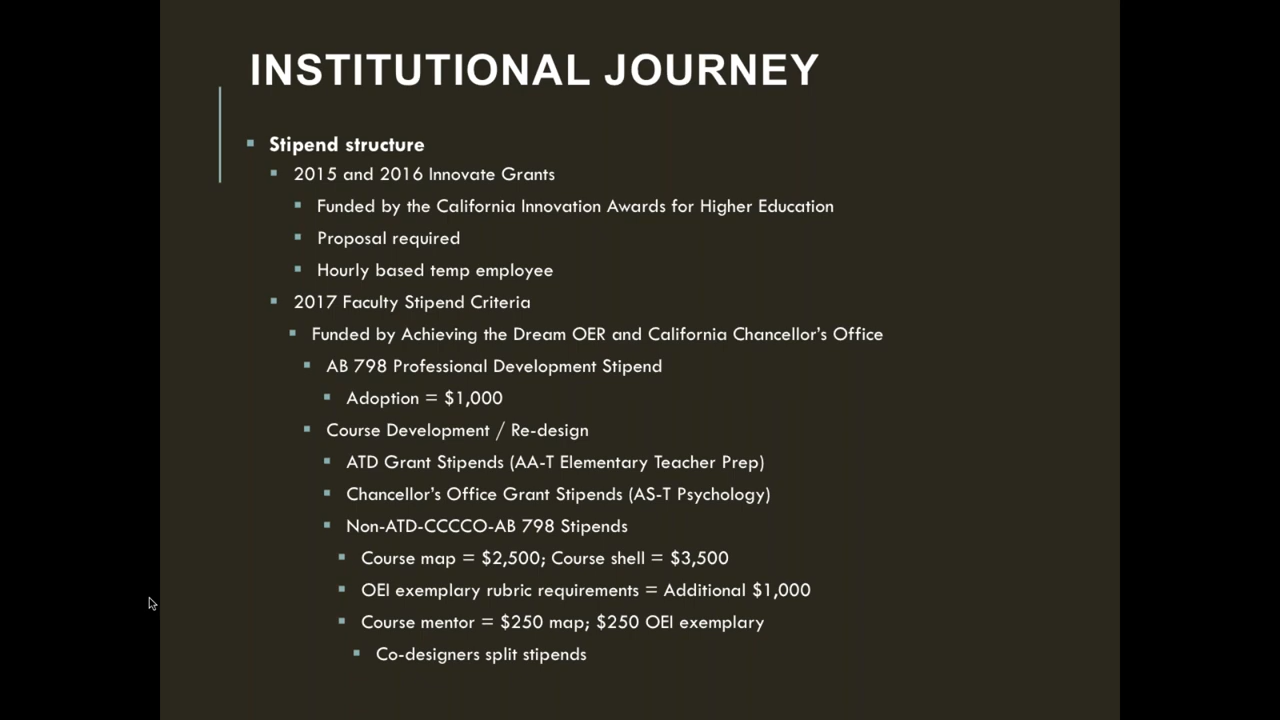 INSTITUTIONAL JOURNEY
Stipend structure
2015 and 2016 Innovate Grants
Funded by the California Innovation Awards for Higher Education
Proposal required
Hourly based temp employee
2017 Faculty Stipend Criteria
Funded by Achieving the Dream OER and California Chancellor's Office
AB 798 Professional Development Stipend
Adoption = $1,000
Course Development / Re-design
ATD Grant Stipends (AA-T Elementary Teacher Prep)
Chancellor's Office Grant Stipends (AS-T Psychology)
Non-ATD-CCCCO-AB 798 Stipends
Course map = $2,500; Course shell = $3,500
OEI exemplary rubric requirements = Additional $1,000
Course mentor = $250 map; $250 OEI exemplary
Co-designers split stipends